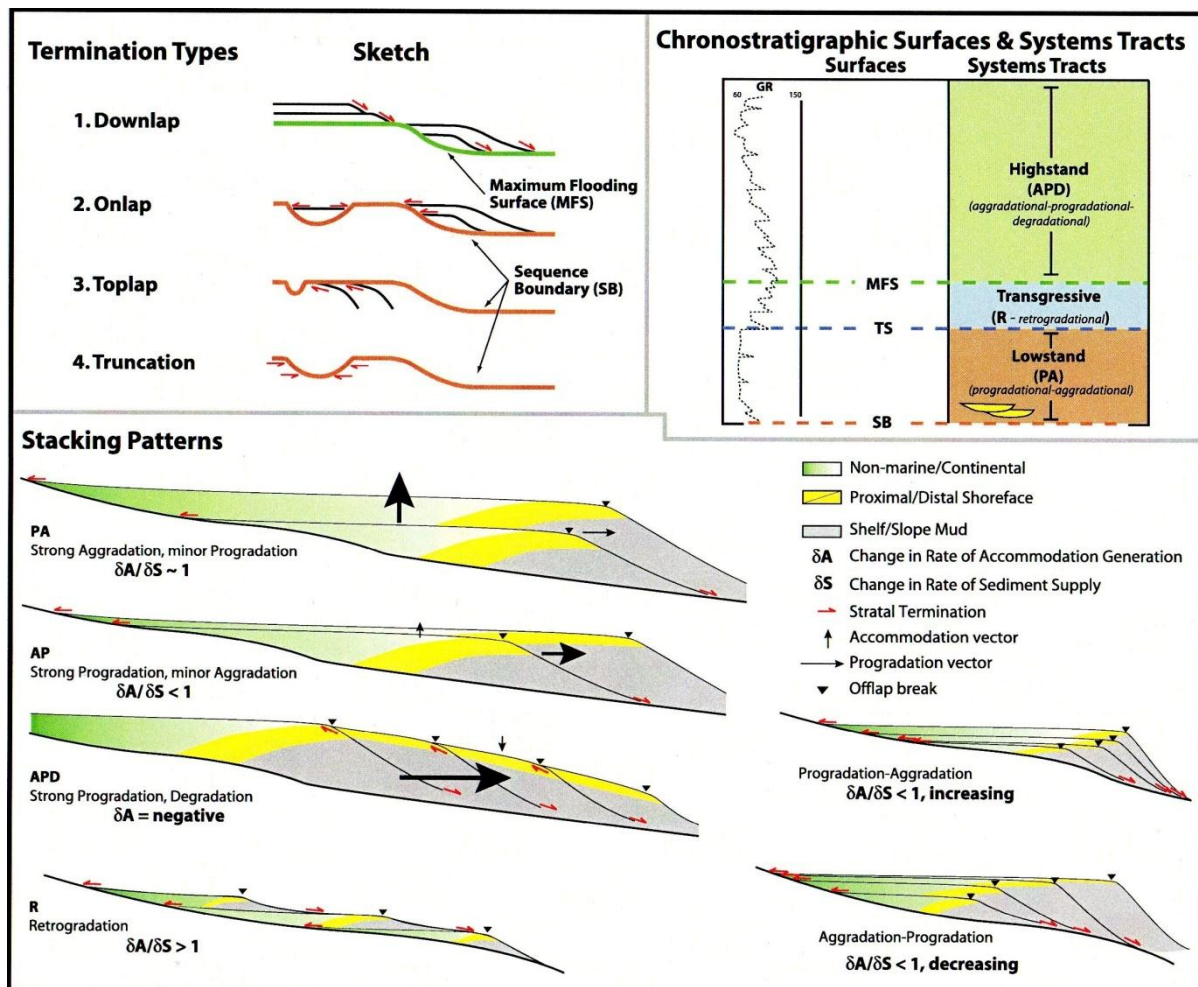 Termination Types
Sketch
1. Downlap
Maximum Flooding
Surface (MFS)
2. Onlap
Sequence
Boundary (SB)
3. Toplap
4. Truncation
Chronostratigraphic Surfaces & Systems Tracts
Surfaces
Systems Tracts
GR
60
150
Highstand
(APD)
(aggradational-progradational-
degradational)
MFS
Transgressive
(R - retrogradational)
TS
Lowstand
(PA)
(progradational-aggradational)
SB
Stacking Patterns
PA
Strong Aggradation, minor Progradation
δA/δS ~ 1
AP
Strong Progradation, minor Aggradation
δA/δS < 1
APD
Strong Progradation, Degradation
δA = negative
R
Retrogradation
δA/δS > 1
Non-marine/Continental
Proximal/Distal Shoreface
Shelf/Slope Mud
δA Change in Rate of Accommodation Generation
δS Change in Rate of Sediment Supply
Stratal Termination
Accommodation vector
Progradation vector
Offlap break
Progradation-Aggradation
δA/δS < 1, increasing
Aggradation-Progradation
δA/δS < 1, decreasing